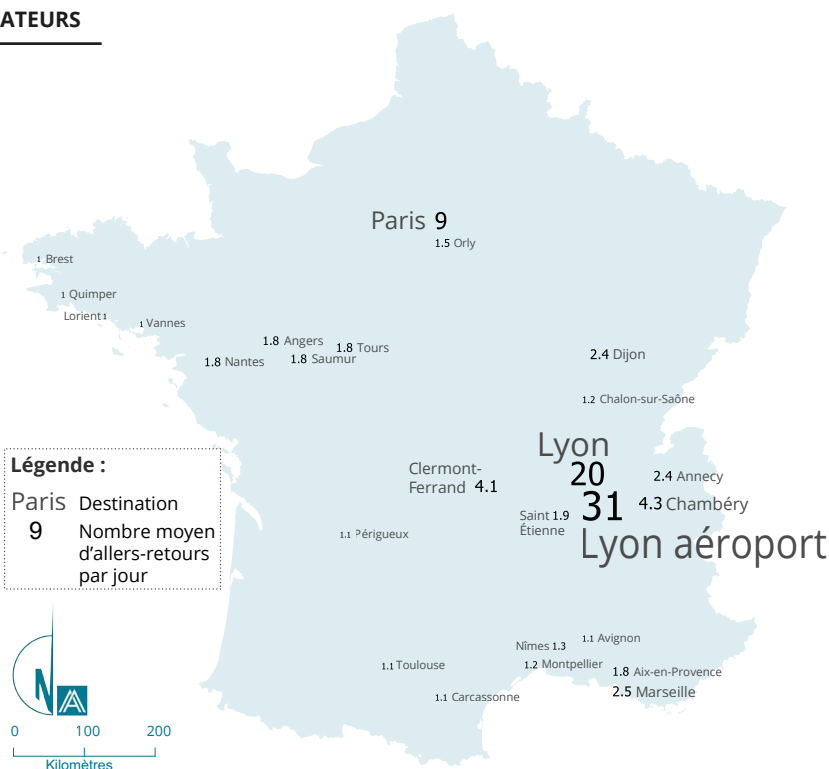 ATEURS
Paris 9
1.5 Orly
1 Brest
1 Quimper
Lorient 1
1 Vannes
1.8 Angers
1.8 Tours
1.8 Nantes
1.8 Saumur
2.4 Dijon
1.2 Chalon-sur-Saône
Lyon
20
31
Lyon aéroport
Clermont-
Ferrand 4.1
2.4 Annecy
4.3 Chambéry
Saint 1.9
Étienne
1.1 Périgueux
Légende :
Paris Destination
9 Nombre moyen
d'allers-retours
par jour
1.1 Avignon
Nîmes 1.3
1.2 Montpellier
1.1 Toulouse
1.8 Aix-en-Provence
2.5 Marseille
1.1 Carcassonne
N
0 100 200
Kilomètres